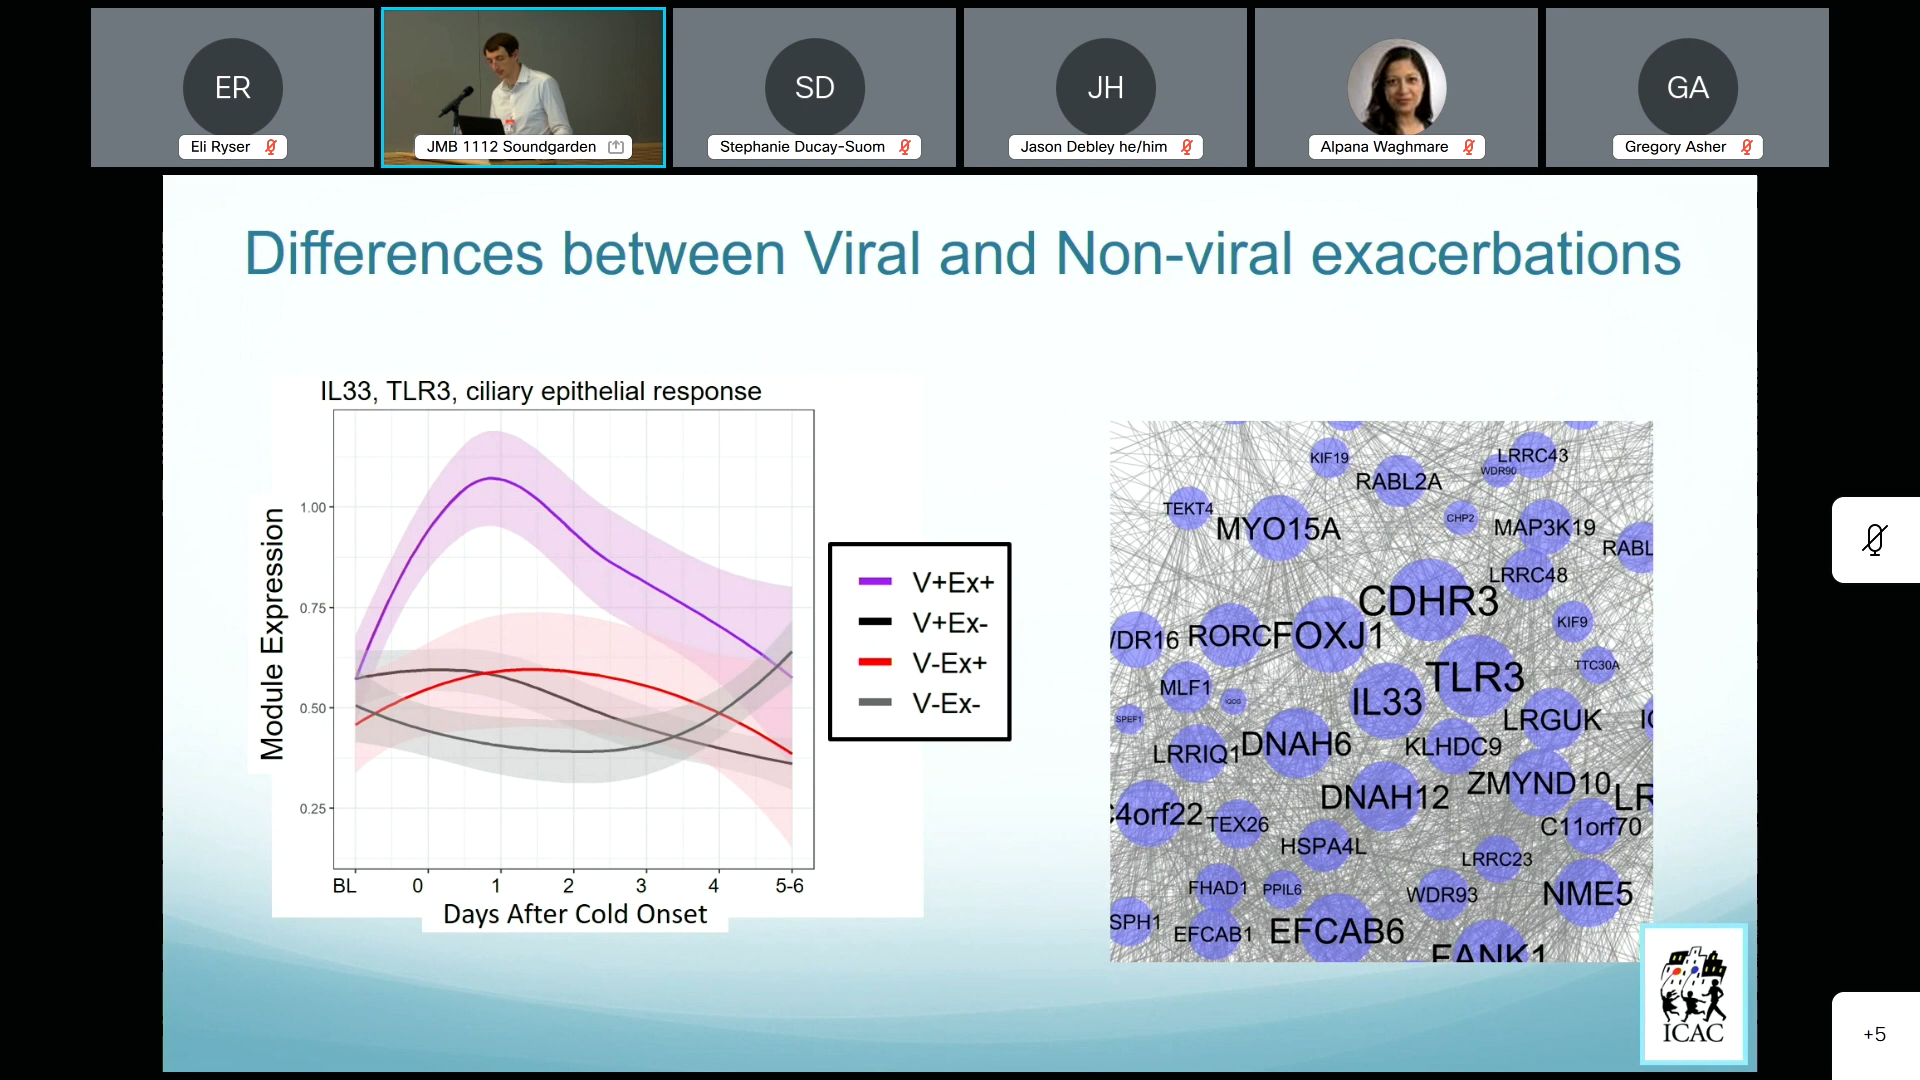 ER
SD
JH
GA
Eli Ryser
JMB 1112 Soundgarden
Stephanie Ducay-Suom
Jason Debley he/him
Alpana Waghmare
Gregory Asher
Differences between Viral and Non-viral exacerbations
IL33, TLR3, ciliary epithelial response
Module Expression
1.00
0.75
0.50
0.25
BL 0 1 2 3 4 5-6
Days After Cold Onset
V+Ex+
V+Ex-
V-Ex+
V-Ex-
KIF19
LRRC43
WDR90
RABL2A
TEKT4
MYO15A
CHP2
MAP3K19
RABL
LRRC48
CDHR3
KIF9
/DR16
RORC
FOXJ1
TTC30A
TLR3
MLF1
IL33
SPEF1
LRGUK
LRRIQ1
DNAH6
KLHDC9
ZMYND10
DNAH12
LR
C4orf22
TEX26
C11orf70
HSPA4L
LRRC23
FHAD1
PPIL6
WDR93
NME5
SPH1
EFCAB1
EFCAB6
FANK1
ICAC
+5